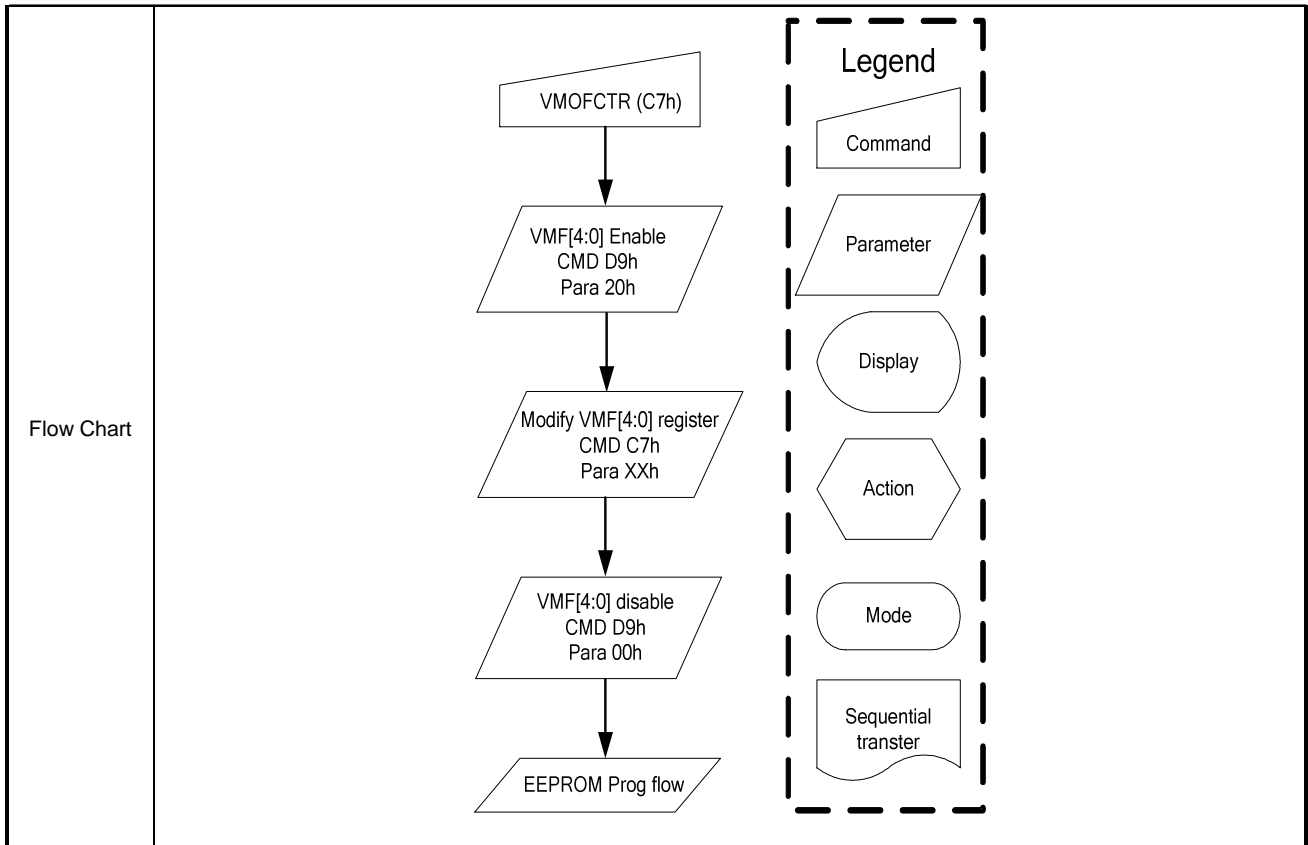 Flow Chart
VMOFCTR (C7h)
VMF[4:0] Enable
CMD D9h
Para 20h
Modify VMF[4:0] register
CMD C7h
Para XXh
VMF[4:0] disable
CMD D9h
Para 00h
EEPROM Prog flow
Legend
Command
Parameter
Display
Action
Mode
Sequential
transter